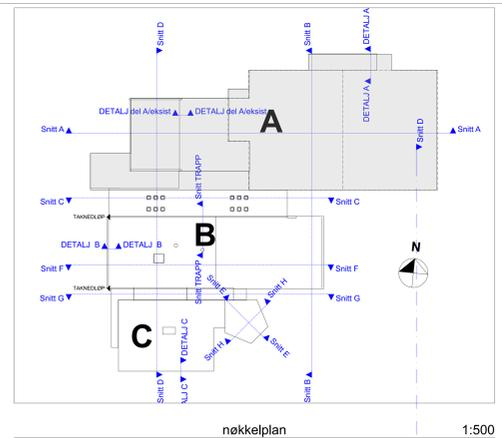 Snitt D
Snitt B
DETALJ A
DETALJ del A/eksist
DETALJ del A/eksist
A
DETALJ A
Snitt A
Snitt A
Snitt D
Snitt TRAPP
Snitt C
Snitt C
TAKNEDLØP
B
DETALJ B
DETALJ B
N
Snitt F
Snitt F
Snitt TRAPP
TAKNEDLØP
Snitt E
Snitt H
Snitt G
Snitt G
C
DETALJ C
Snitt H
Snitt E
Snitt D
Snitt B
nøkkelplan
1:500